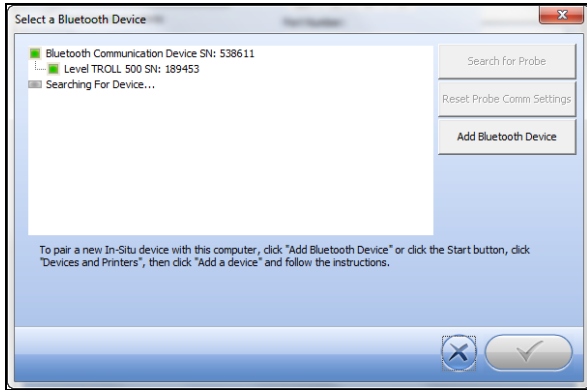 Select a Bluetooth Device
Bluetooth Communication Device SN: 538611
Level TROLL 500 SN: 189453
Searching For Device...
Search for Probe
Reset Probe Comm Settings
Add Bluetooth Device
To pair a new In-Situ device with this computer, click "Add Bluetooth Device" or click the Start button, click
"Devices and Printers", then click "Add a device" and follow the instructions.